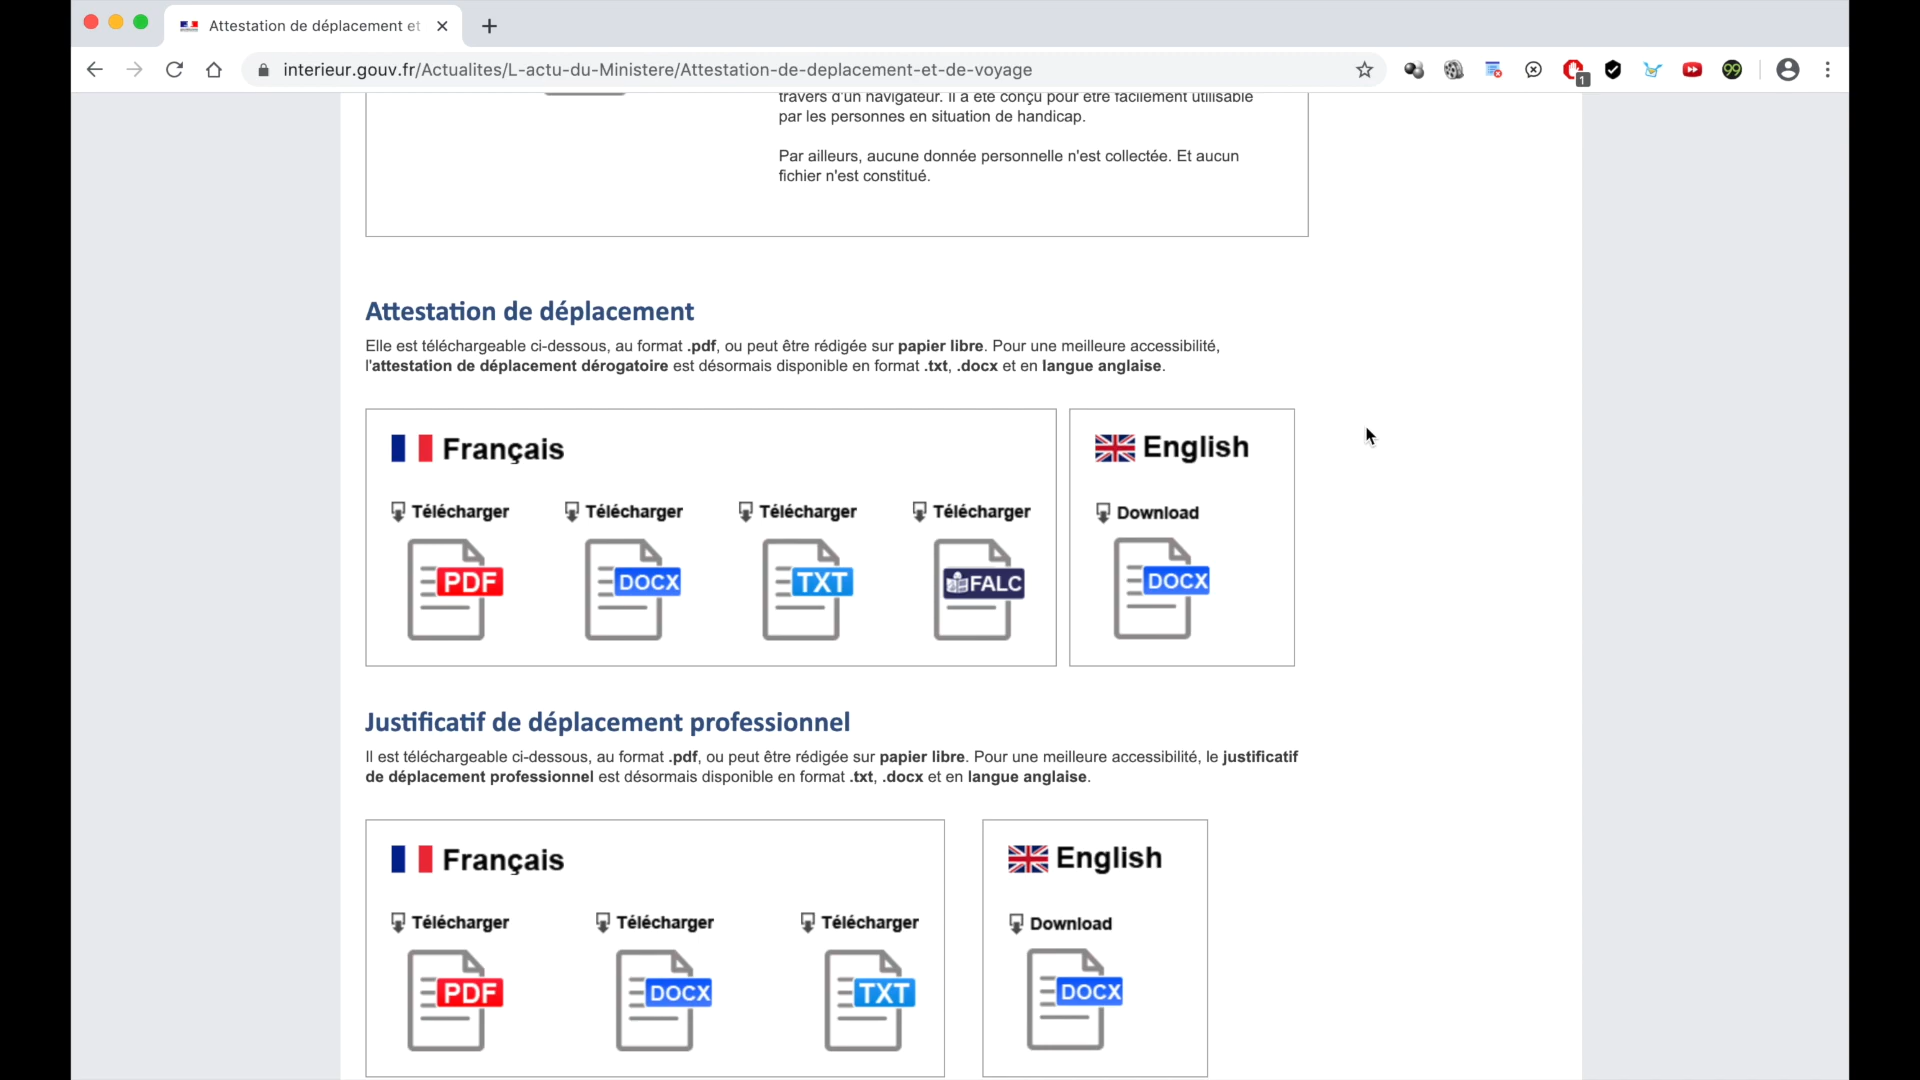 Attestation de déplacement et
interieur.gouv.fr/Actualites/L-actu-du-Ministere/Attestation-de-deplacement-et-de-voyage
1
99
travers d'un navigateur. Il a été conçu pour être facilement utilisable
par les personnes en situation de handicap.
Par ailleurs, aucune donnée personnelle n'est collectée. Et aucun
fichier n'est constitué.
Attestation de déplacement
Elle est téléchargeable ci-dessous, au format .pdf, ou peut être rédigée sur papier libre. Pour une meilleure accessibilité,
l'attestation de déplacement dérogatoire est désormais disponible en format .txt, .docx et en langue anglaise.
Français
English
Télécharger Télécharger Télécharger Télécharger
Download
PDF DOCX TXT FALC
DOCX
Justificatif de déplacement professionnel
Il est téléchargeable ci-dessous, au format .pdf, ou peut être rédigée sur papier libre. Pour une meilleure accessibilité, le justificatif
de déplacement professionnel est désormais disponible en format .txt, .docx et en langue anglaise.
Français
English
Télécharger Télécharger Télécharger
Download
PDF DOCX TXT
DOCX